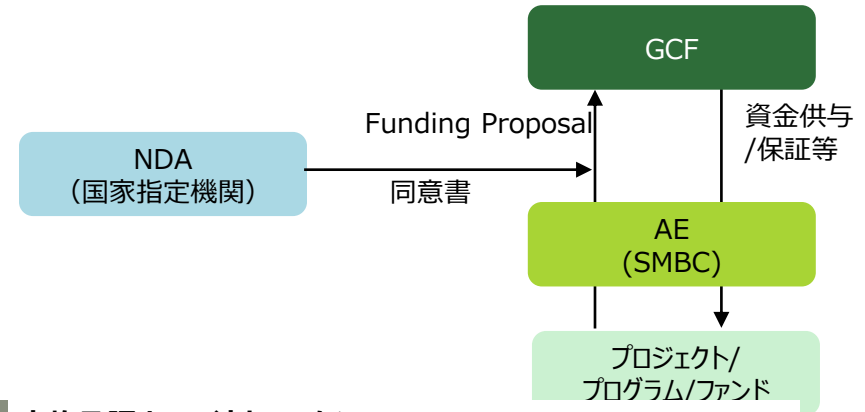 GCF
Funding Proposal
資金供与
/保証等
NDA
（国家指定機関）
同意書
AE
(SMBC)
プロジェクト/
プログラム/ファンド